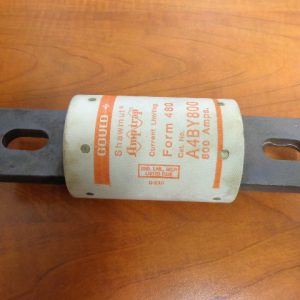 GOULD
Shawmut
Amp-trap
Current Limiting
Form 480
Cat. No.
A4BY800
800 Amps.